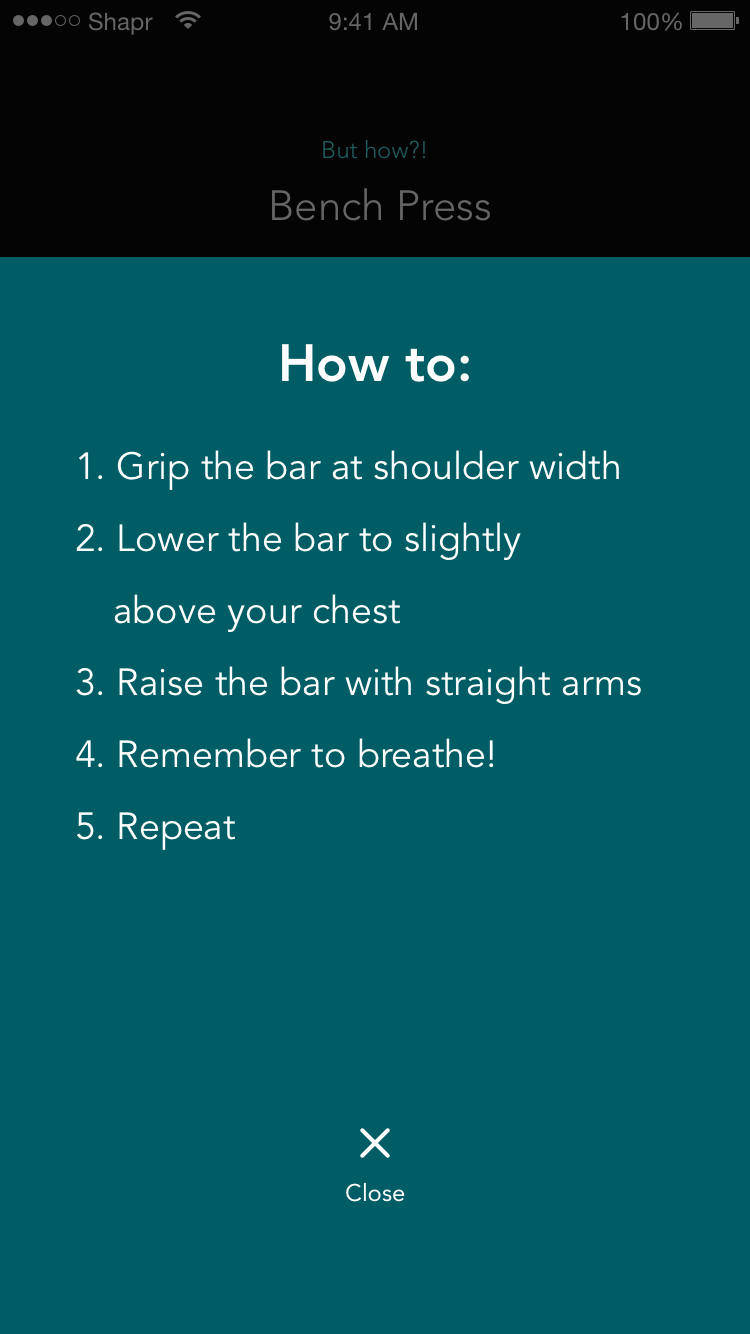 Shapr 9:41 AM 100%
But how?!
Bench Press
How to:
1. Grip the bar at shoulder width
2. Lower the bar to slightly
above your chest
3. Raise the bar with straight arms
4. Remember to breathe!
5. Repeat
Close